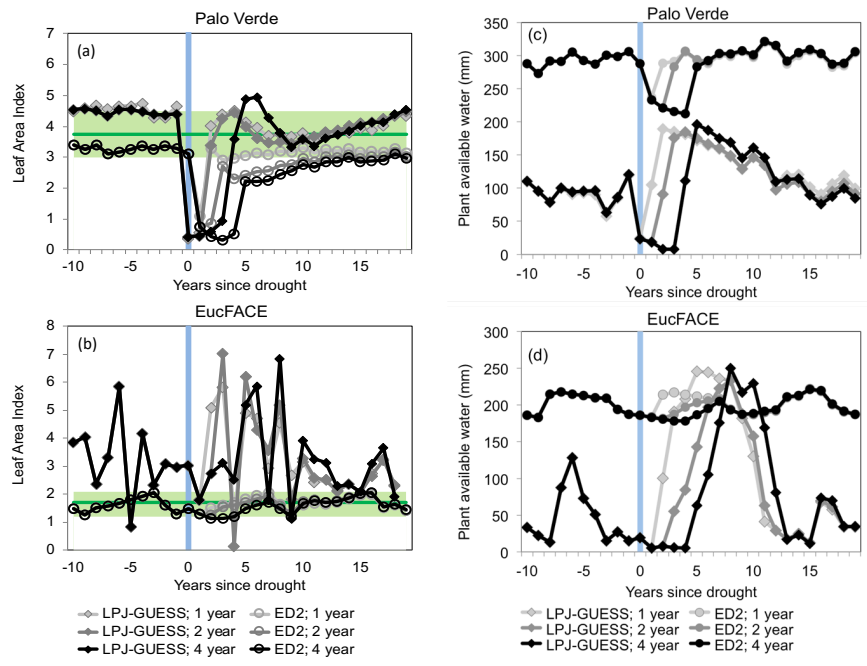 Palo Verde
(a)
Leaf Area Index
7
6
5
4
3
2
1
0
-10 -5 0 5 10 15
Years since drought
Palo Verde
(c)
Plant available water (mm)
350
300
250
200
150
100
50
0
-10 -5 0 5 10 15
Years since drought
EucFACE
(b)
Leaf Area Index
8
7
6
5
4
3
2
1
0
-10 -5 0 5 10 15
Years since drought
EucFACE
(d)
Plant available water (mm)
300
250
200
150
100
50
0
-10 -5 0 5 10 15
Years since drought
LPJ-GUESS; 1 year ED2; 1 year
LPJ-GUESS; 2 year ED2; 2 year
LPJ-GUESS; 4 year ED2; 4 year
LPJ-GUESS; 1 year ED2; 1 year
LPJ-GUESS; 2 year ED2; 2 year
LPJ-GUESS; 4 year ED2; 4 year